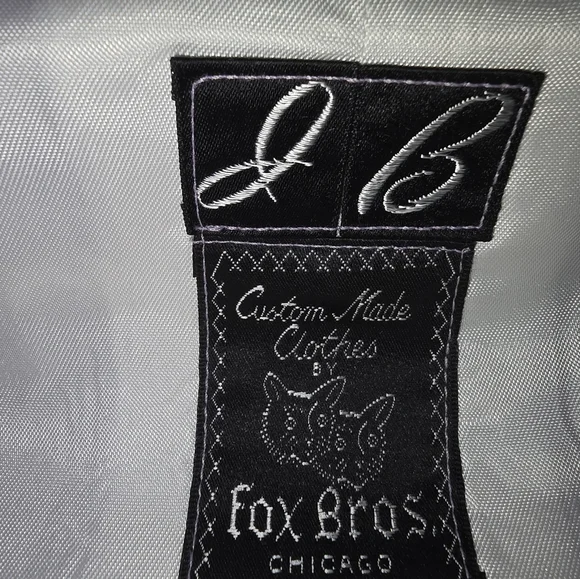 J B
Custom Made
Clothes
BY
Fox Bros.
CHICAGO